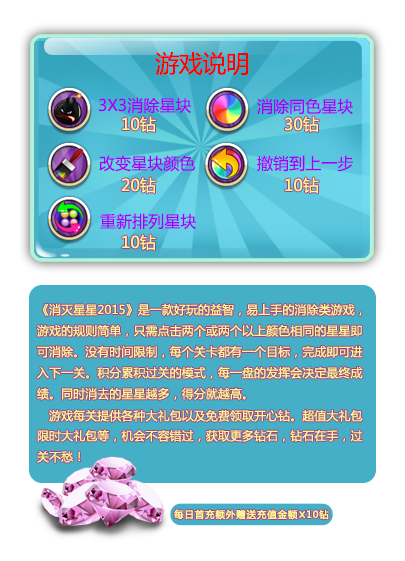 游戏说明
3X3消除星块
10钻
消除同色星块
30钻
改变星块颜色
20钻
撤销到上一步
10钻
重新排列星块
10钻
《消灭星星2015》是一款好玩的益智，易上手的消除类游戏，
游戏的规则简单，只需点击两个或两个以上颜色相同的星星即
可消除。没有时间限制，每个关卡都有一个目标，完成即可进
入下一关。积分累积过关的模式，每一盘的发挥会决定最终成
绩。同时消去的星星越多，得分就越高。
游戏每关提供各种大礼包以及免费领取开心钻。超值大礼包
限时大礼包等，机会不容错过，获取更多钻石，钻石在手，过
关不愁！
每日首充额外赠送充值金额X10钻